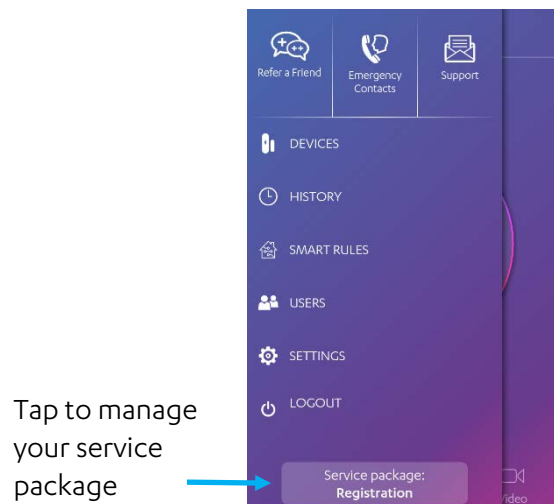 Refer a Friend
Emergency
Contacts
Support
DEVICES
HISTORY
SMART RULES
USERS
SETTINGS
LOGOUT
Tap to manage
your service
package
Service package:
Registration
Video